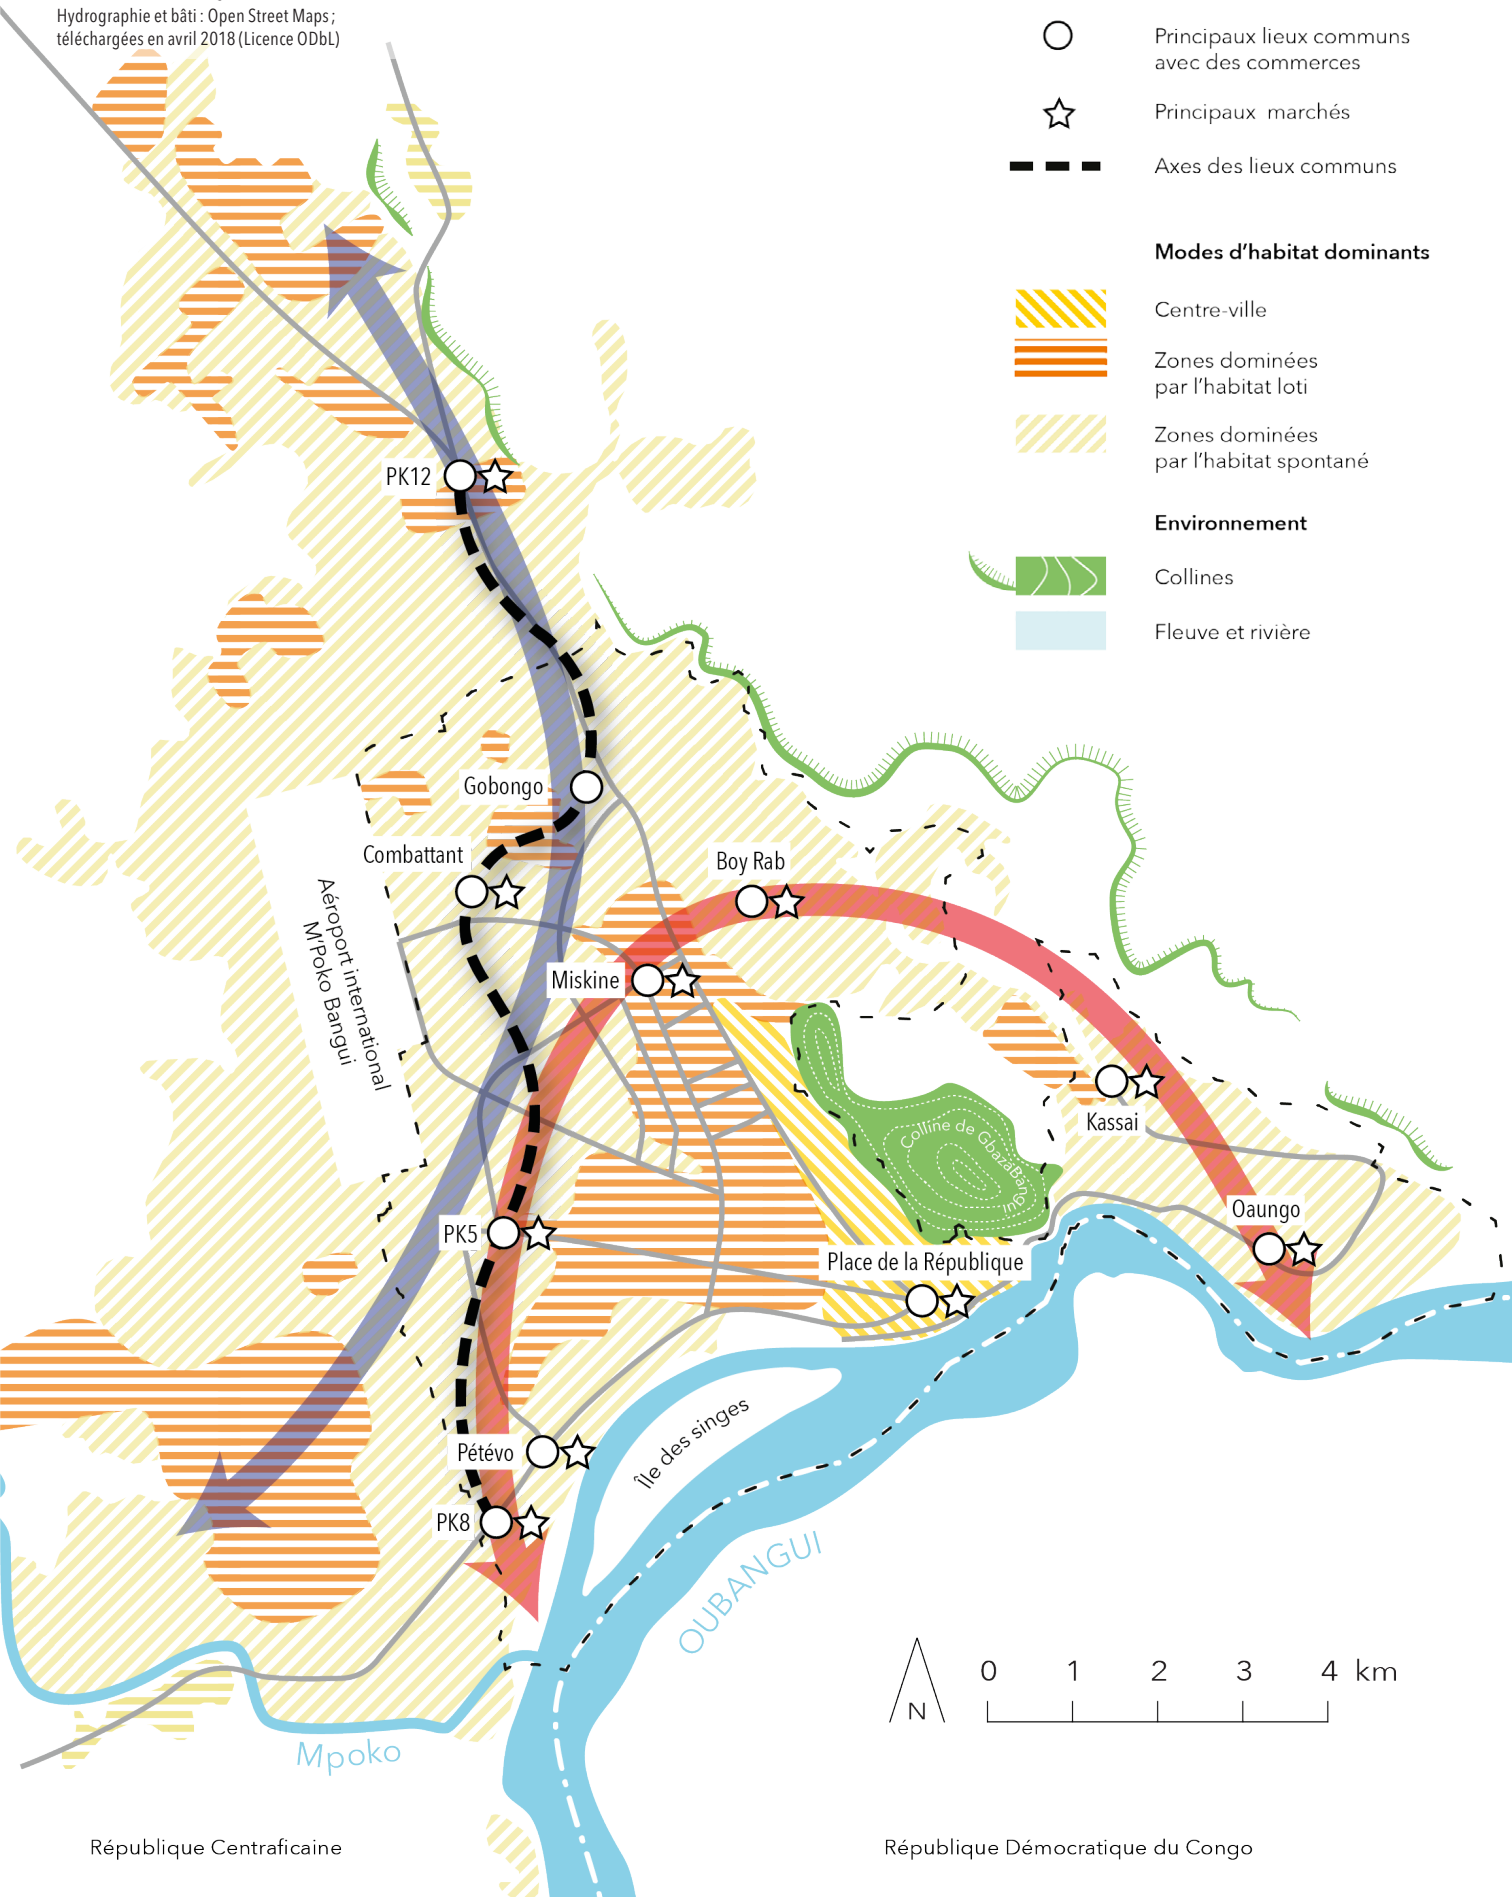 Hydrographie et bâti : Open Street Maps ;
téléchargées en avril 2018 (Licence ODbL)
Principaux lieux communs
avec des commerces
Principaux marchés
Axes des lieux communs
Modes d’habitat dominants
Centre-ville
Zones dominées
par l’habitat loti
Zones dominées
par l’habitat spontané
Environnement
Collines
Fleuve et rivière
PK12
Gobongo
Combattant
Boy Rab
Aéroport international
M’Poko Bangui
Miskine
Kassai
Colline de GbazaBangui
Oaungo
PK5
Place de la République
Île des singes
Pétévo
PK8
OUBANGUI
Mpoko
N
0 1 2 3 4 km
République Centraficaine
République Démocratique du Congo